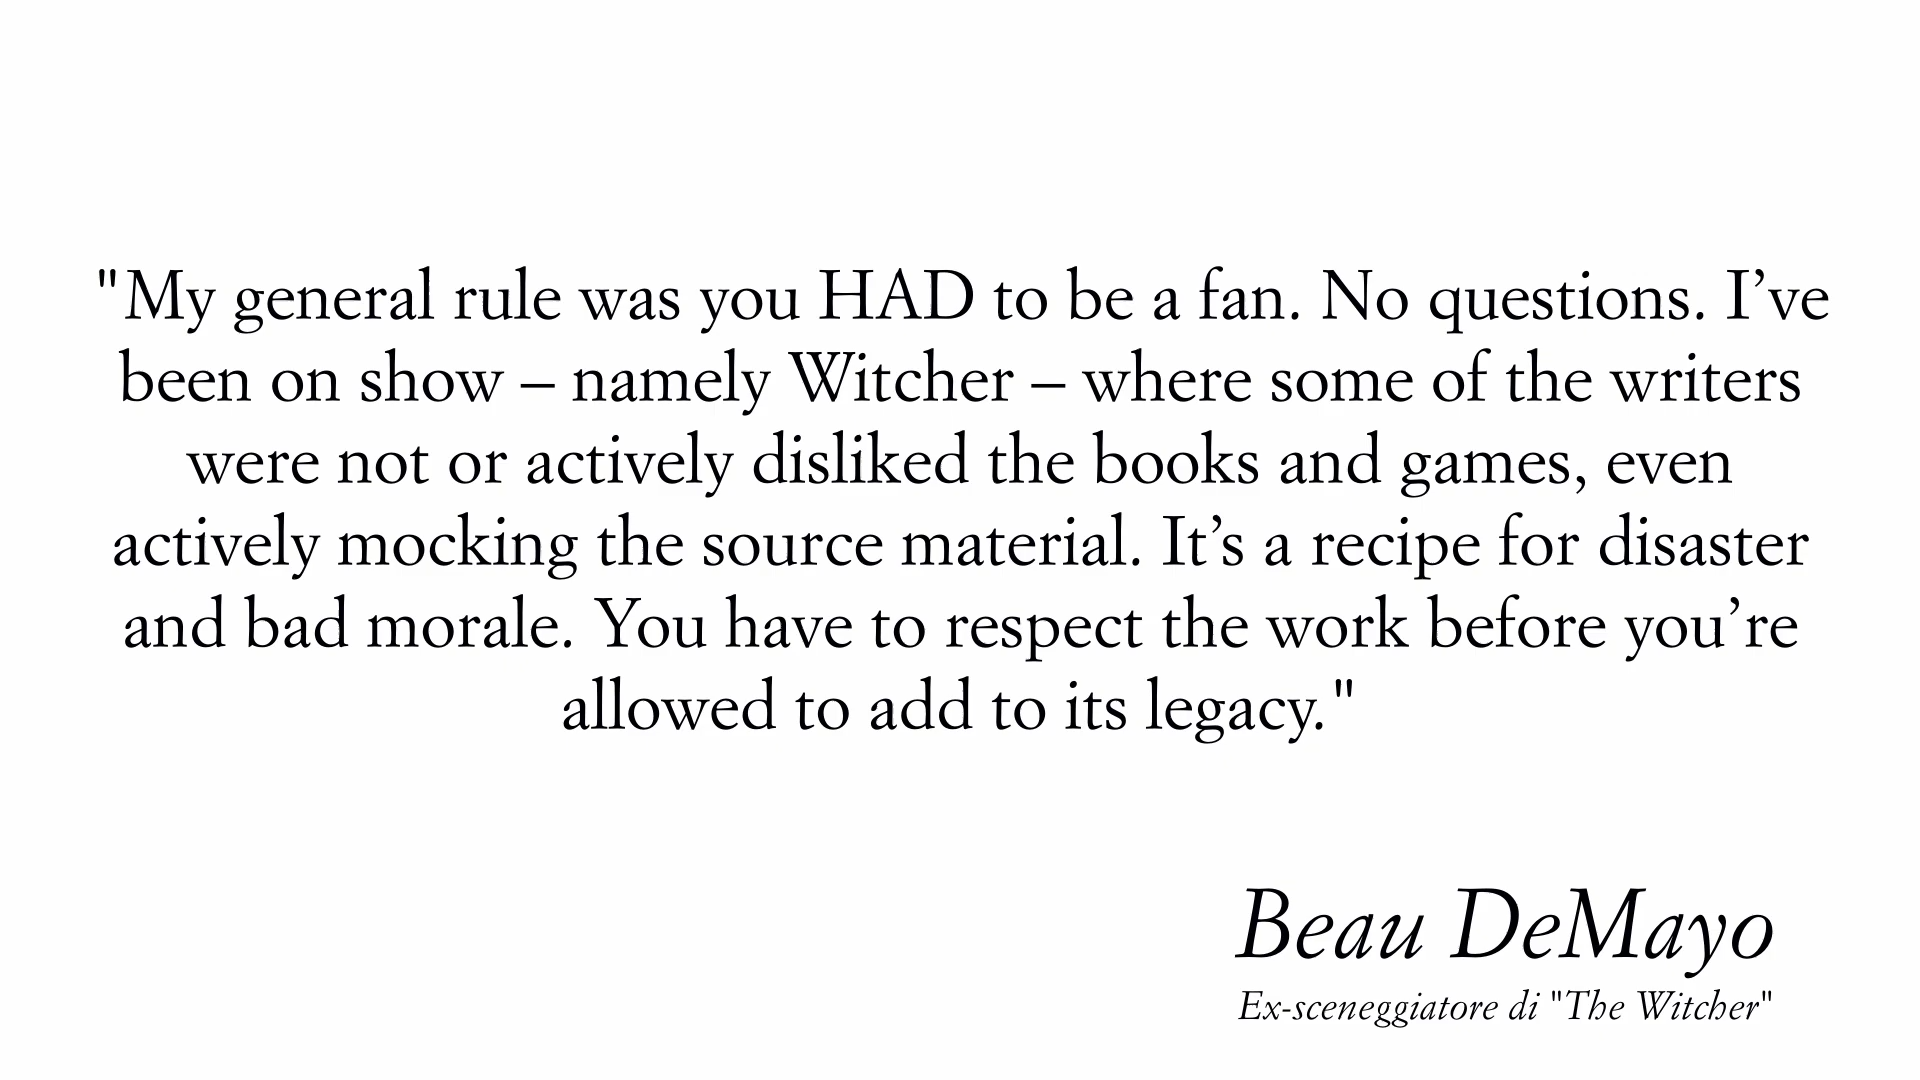 "My general rule was you HAD to be a fan. No questions. I’ve
been on show – namely Witcher – where some of the writers
were not or actively disliked the books and games, even
actively mocking the source material. It’s a recipe for disaster
and bad morale. You have to respect the work before you’re
allowed to add to its legacy."
Beau DeMayo
Ex-sceneggiatore di "The Witcher"